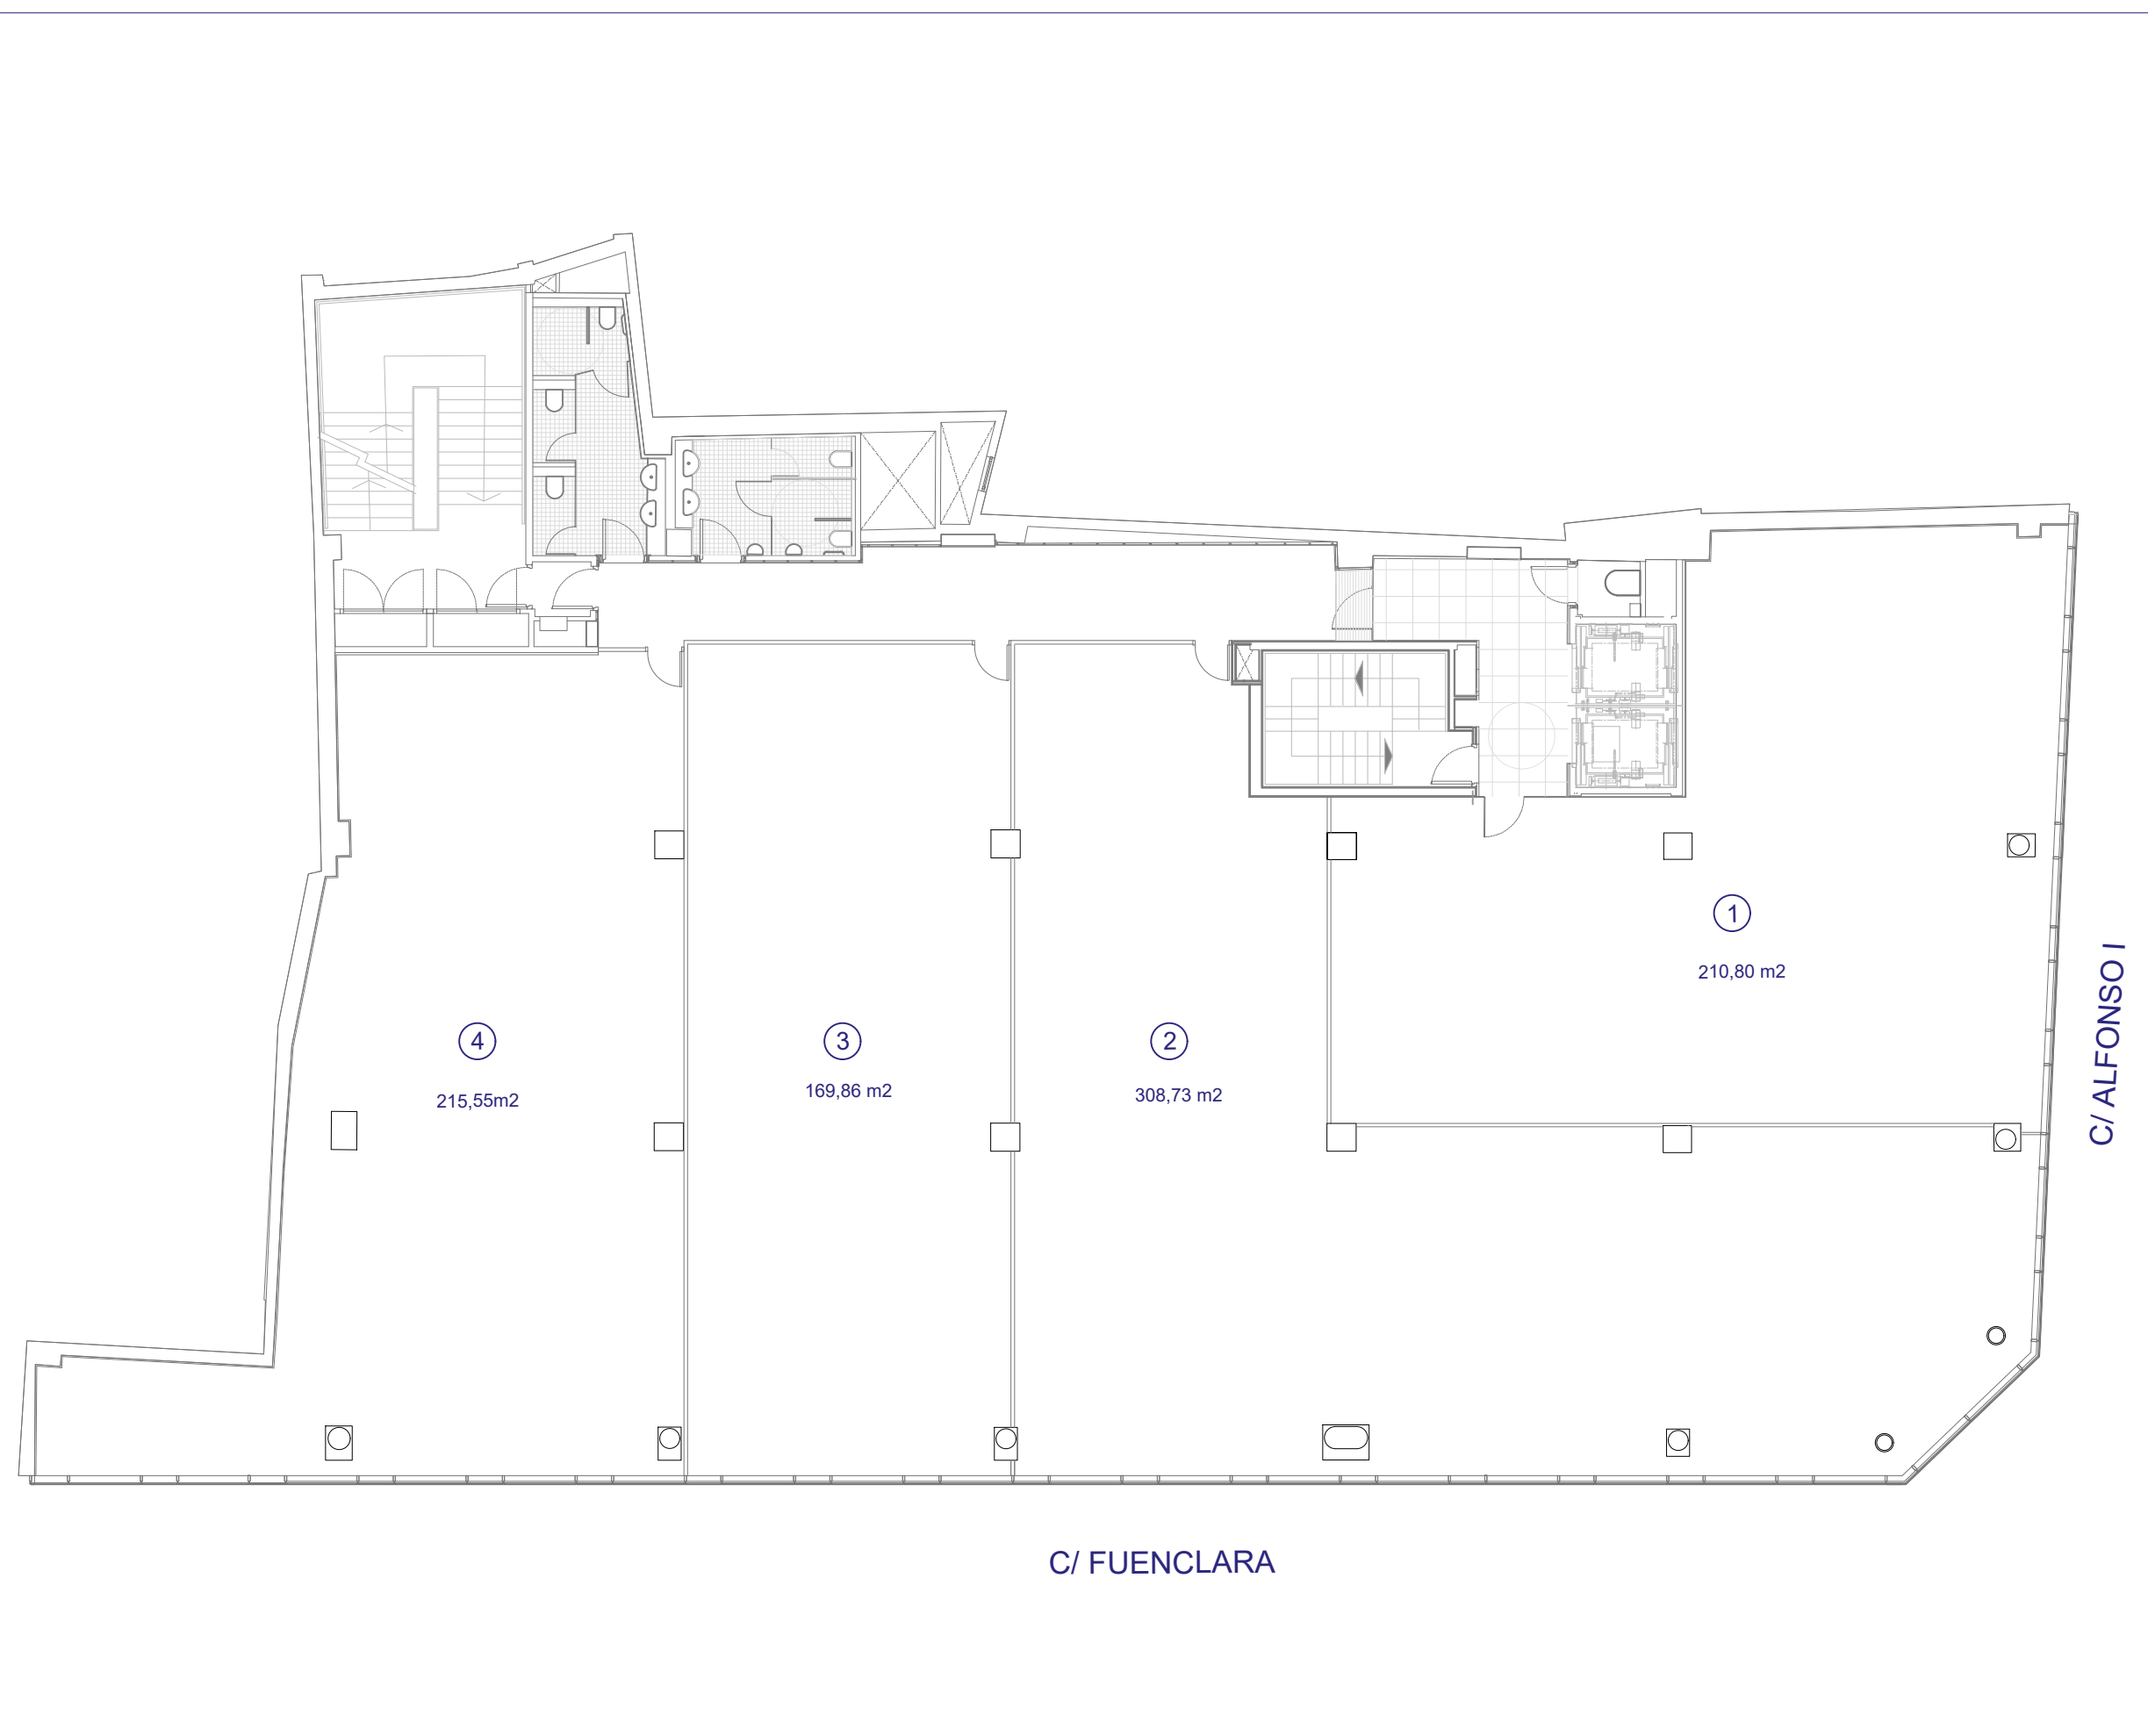 1
210,80 m2
C/ ALFONSO I
4
215,55m2
3
169,86 m2
2
308,73 m2
C/ FUENCLARA